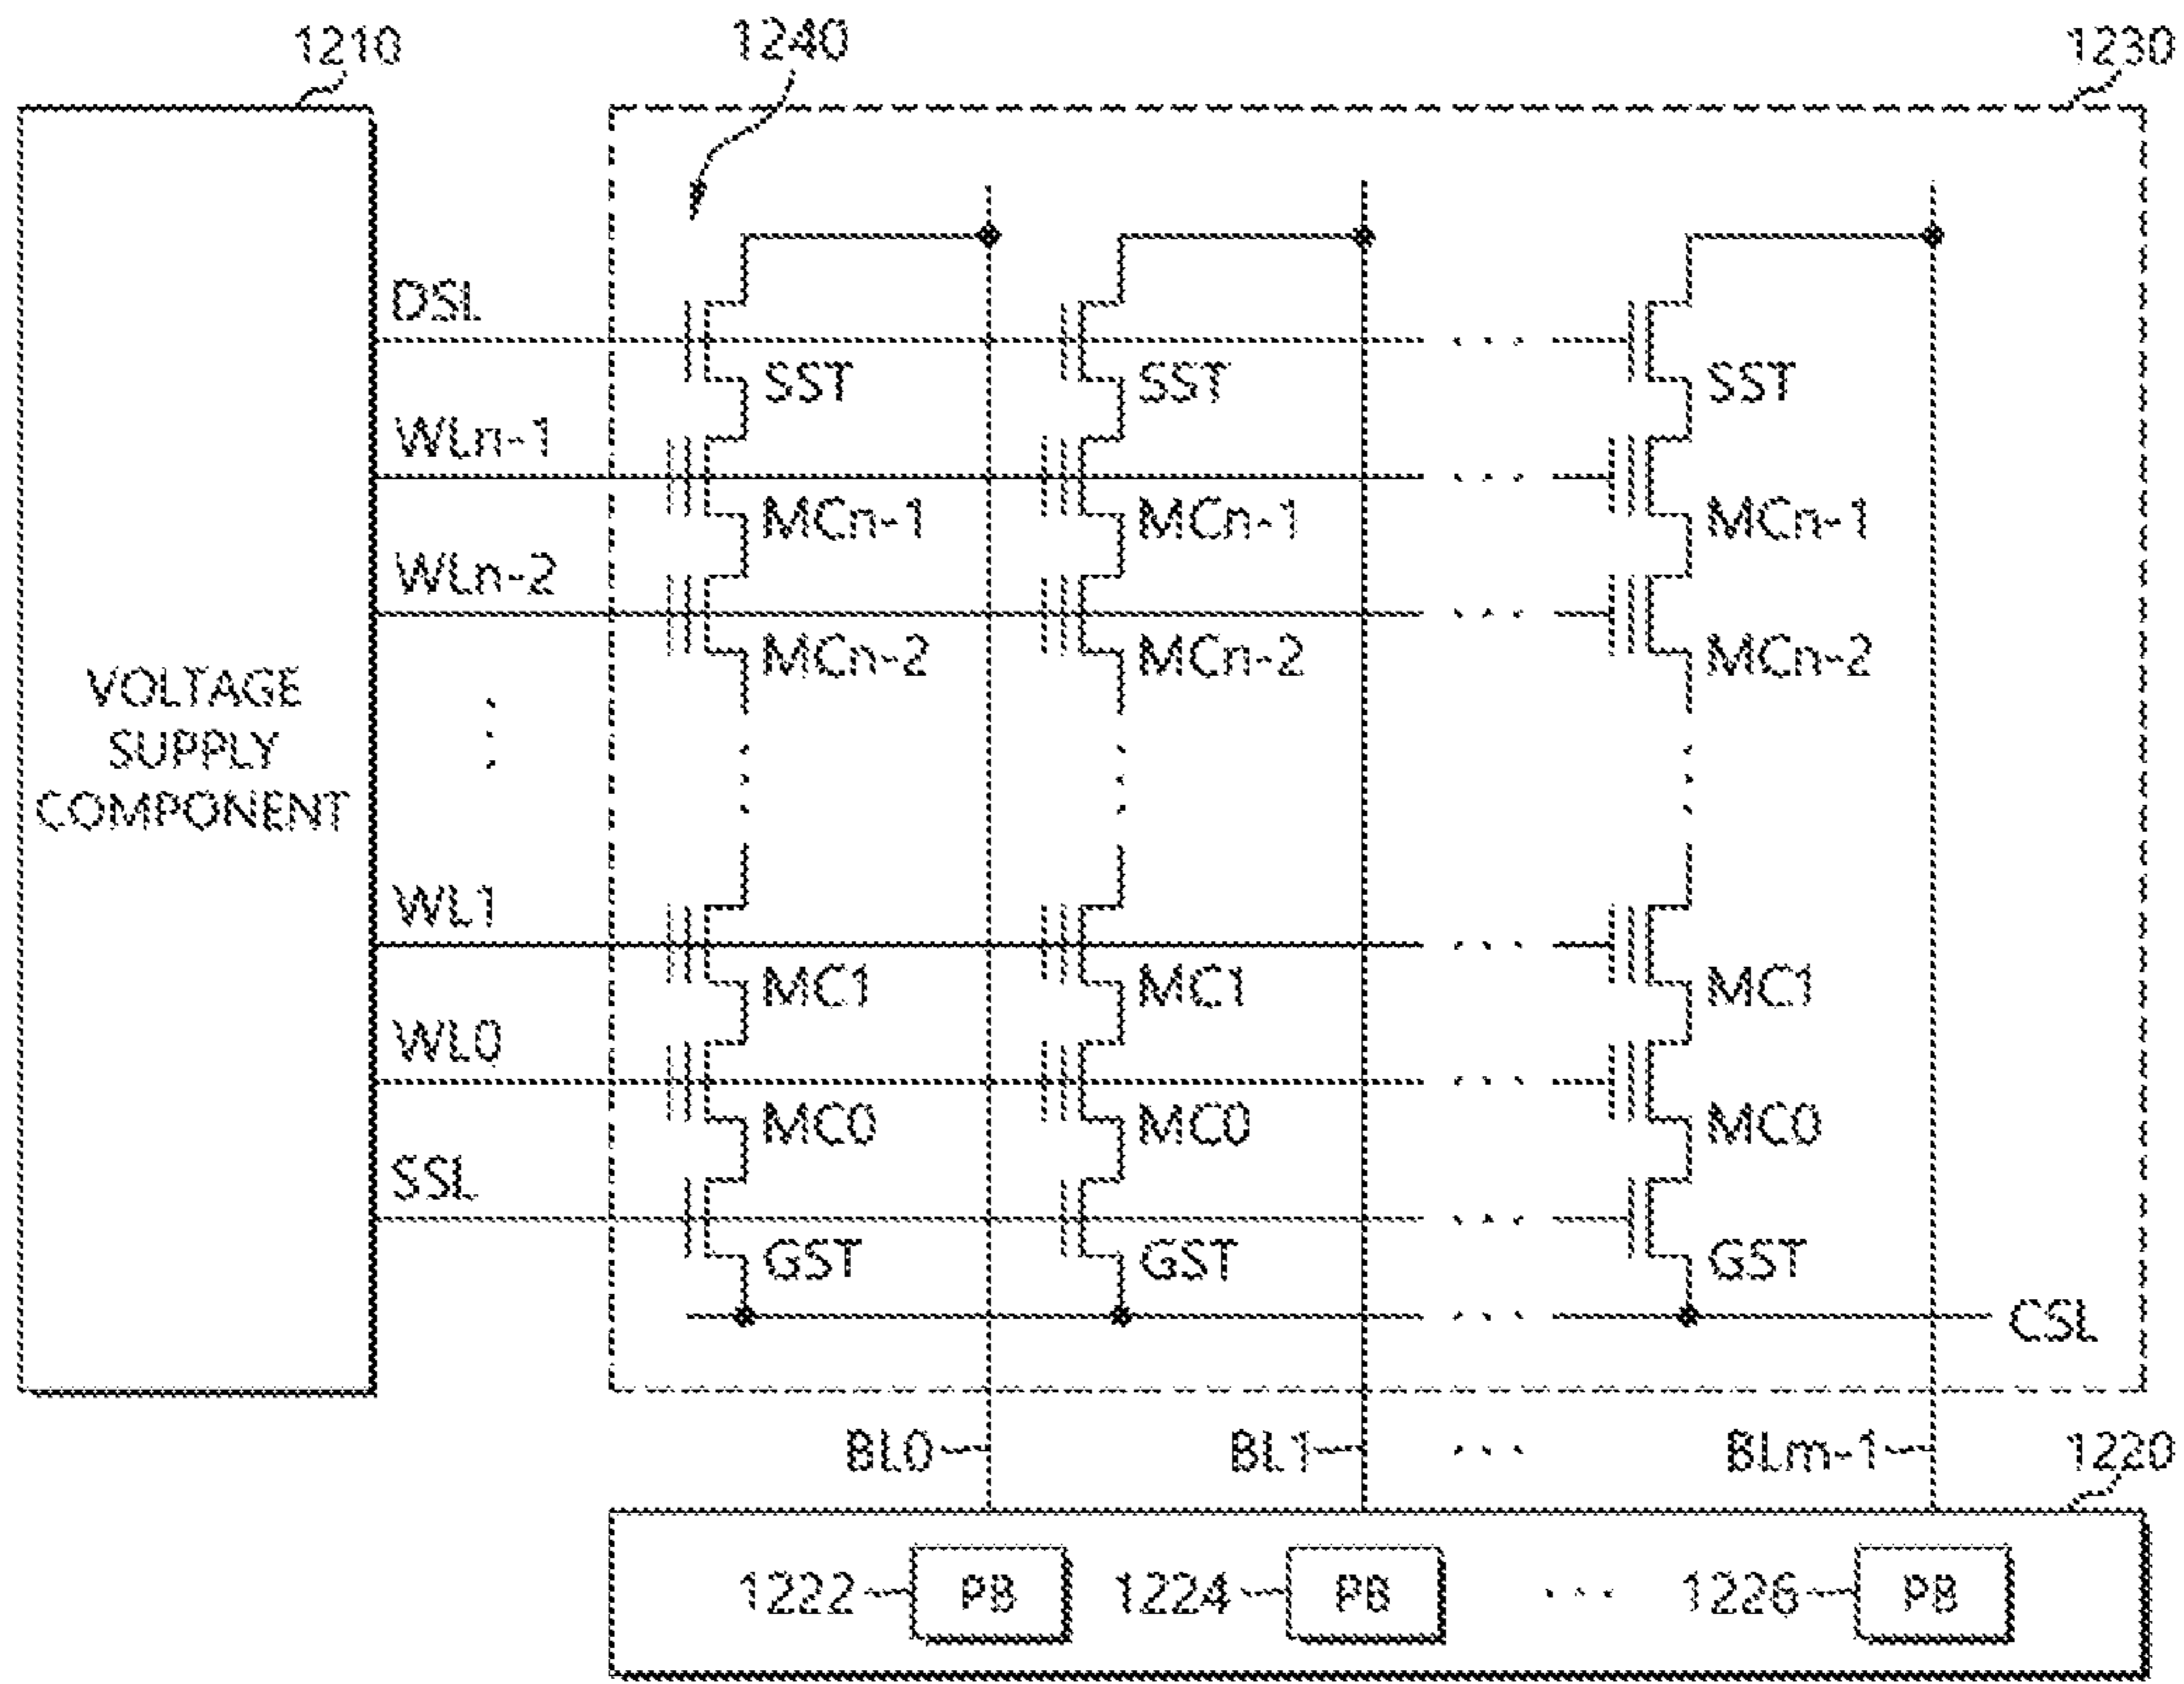 1210
1240
1230
DSL
SST SST SST
WLn-1
MCn-1 MCn-1 MCn-1
WLn-2
MCn-2 MCn-2 MCn-2
VOLTAGE
SUPPLY
COMPONENT
WL1
MC1 MC1 MC1
WL0
MC0 MC0 MC0
SSL
GST GST GST
CSL
BL0 BL1 BLm-1 1220
1222 PB 1224 PB 1226 PB